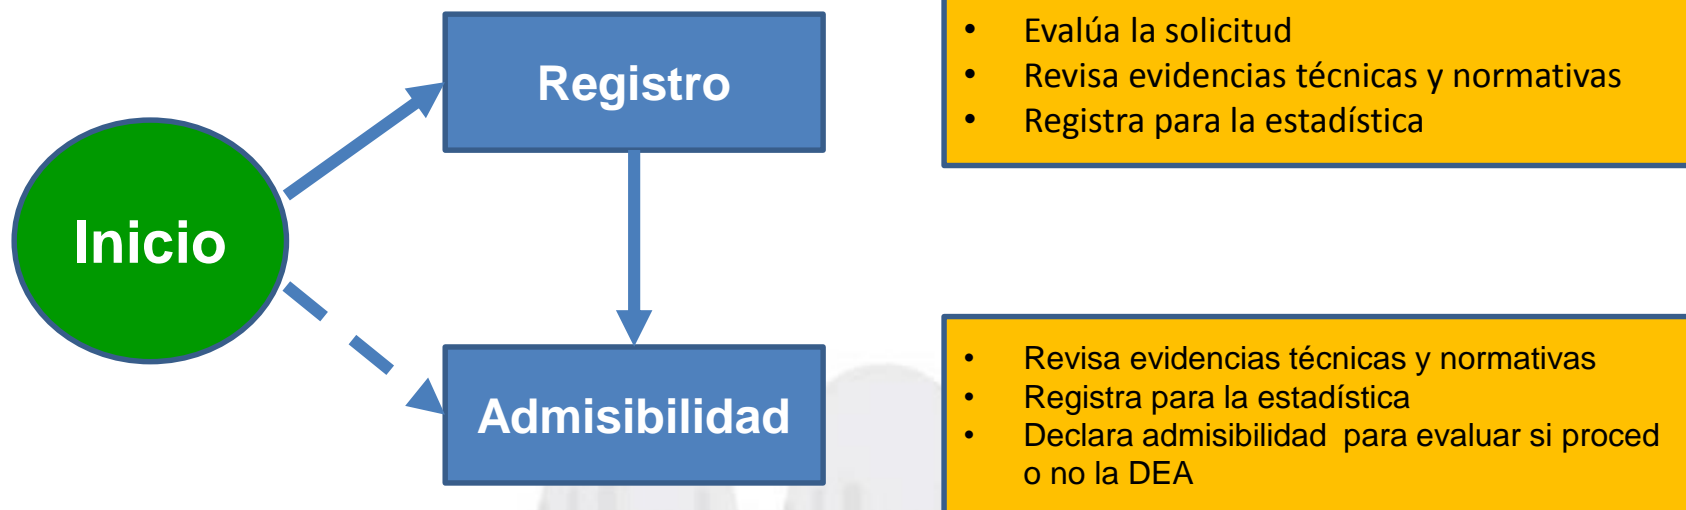 Registro
• Evalúa la solicitud
• Revisa evidencias técnicas y normativas
• Registra para la estadística
Inicio
Admisibilidad
• Revisa evidencias técnicas y normativas
• Registra para la estadística
• Declara admisibilidad para evaluar si proced
o no la DEA